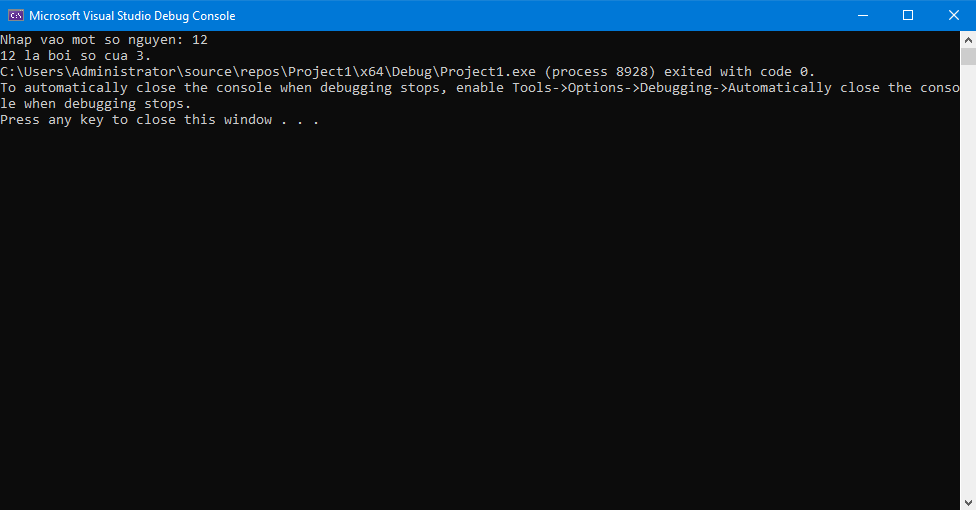 Microsoft Visual Studio Debug Console
Nhap vao mot so nguyen: 12
12 la boi so cua 3.
C:\Users\Administrator\source\repos\Project1\x64\Debug\Project1.exe (process 8928) exited with code 0.
To automatically close the console when debugging stops, enable Tools->Options->Debugging->Automatically close the conso
le when debugging stops.
Press any key to close this window . . .